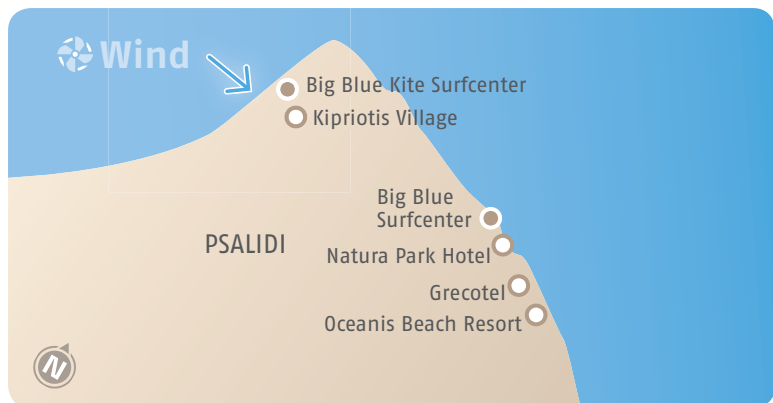 Wind
Big Blue Kite Surfcenter
Kipriotis Village
Big Blue
Surfcenter
PSALIDI
Natura Park Hotel
Grecotel
Oceanis Beach Resort
N